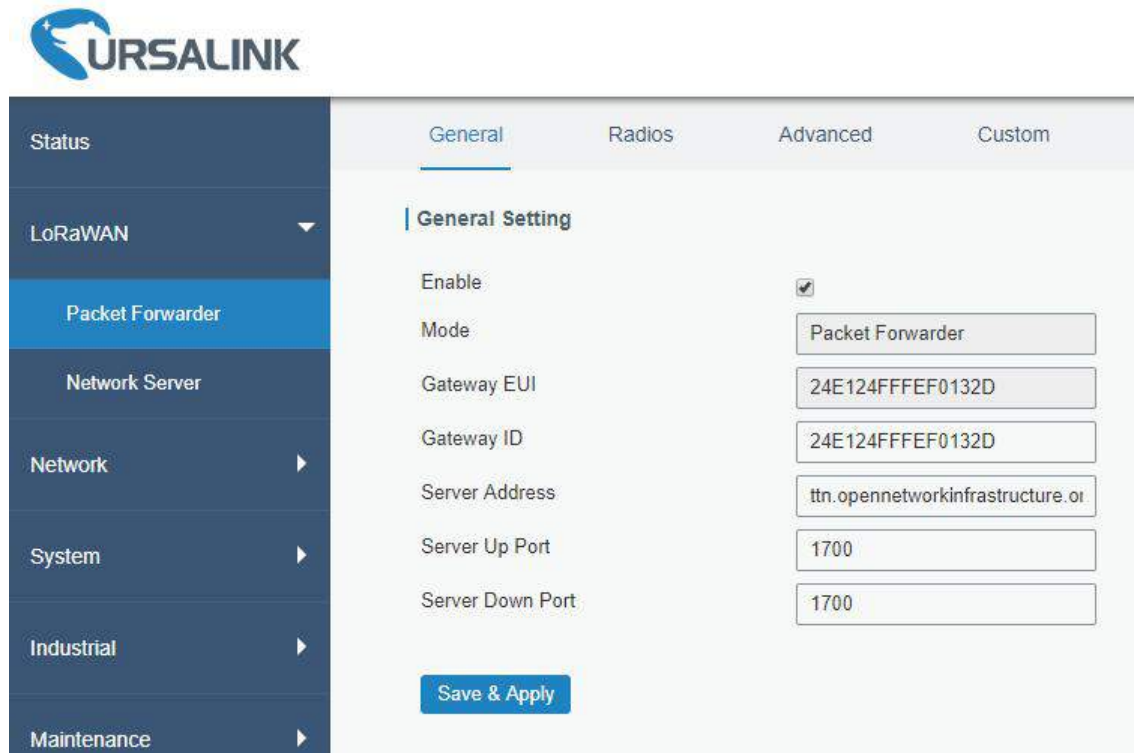 URSALINK
Status
LoRaWAN
Packet Forwarder
Network Server
Network
System
Industrial
Maintenance
General Radios Advanced Custom
General Setting
Enable
Mode Packet Forwarder
Gateway EUI 24E124FFFEF0132D
Gateway ID 24E124FFFEF0132D
Server Address ttn.opennetworkinfrastructure.or
Server Up Port 1700
Server Down Port 1700
Save & Apply